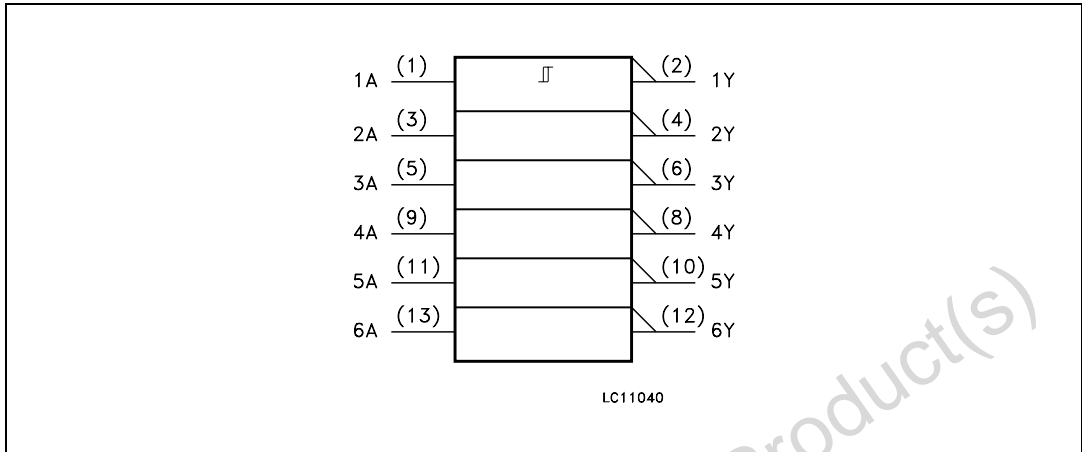 1A (1) (2) 1Y
2A (3) (4) 2Y
3A (5) (6) 3Y
4A (9) (8) 4Y
5A (11) (10) 5Y
6A (13) (12) 6Y
LC11040
Product(s)